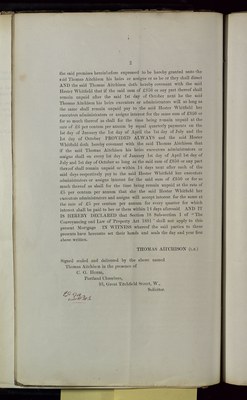 2
the said premises hereinbefore expressed to be hereby granted unto the
said Thomas Aitchison his heirs or assigns or as he or they shall direct
AND the said Thomas Aitchison doth hereby covenant with the said
Hester Whitfield that if the said sum of £850 or any part thereof shall
remain unpaid after the said 1st day of October next he the said
Thomas Aitchison his heirs executors or administrators will so long as
the same shall remain unpaid pay to the said Hester Whitfield her
executors administrators or assigns interest for the same sum of £850 or
for so much thereof as shall for the time being remain unpaid at the
rate of £5 per centum per annum by equal quarterly payments on the
1st day of January the 1st day of April the 1st day of July and the
1st day of October PROVIDED ALWAYS and the said Hester
Whitfield doth hereby covenant with the said Thomas Aitchison that
if the said Thomas Aitchison his heirs executors administrators or
assigns shall on every 1st day of January 1st day of April 1st day of
July and 1st day of October so long as the said sum of £850 or any part
thereof shall remain unpaid or within 14 days next after each of the
said days respectively pay to the said Hester Whitfield her executors
administrators or assigns interest for the said sum of £850 or for so
much thereof as shall for the time being remain unpaid at the rate of
£5 per centum per annum then she the said Hester Whitfield her
executors administrators and assigns will accept interest for the same at
the rate of £5 per centum per annum for every quarter for which
interest shall be paid to her or them within 14 days aforesaid AND IT
IS HEREBY DECLARED that Section 18 Subsection 1 of "The
Conveyancing and Law of Property Act 1881" shall not apply to this
present Mortgage IN WITNESS whereof the said parties to these
presents have hereunto set their hands and seals the day and year first
above written.
THOMAS AITCHISON (L.S.)
Signed sealed and delivered by the above named
Thomas Aitchison in the presence of
C. G.
Portland Chambers,
Great Titchfield Street, W.,
Solicitor.